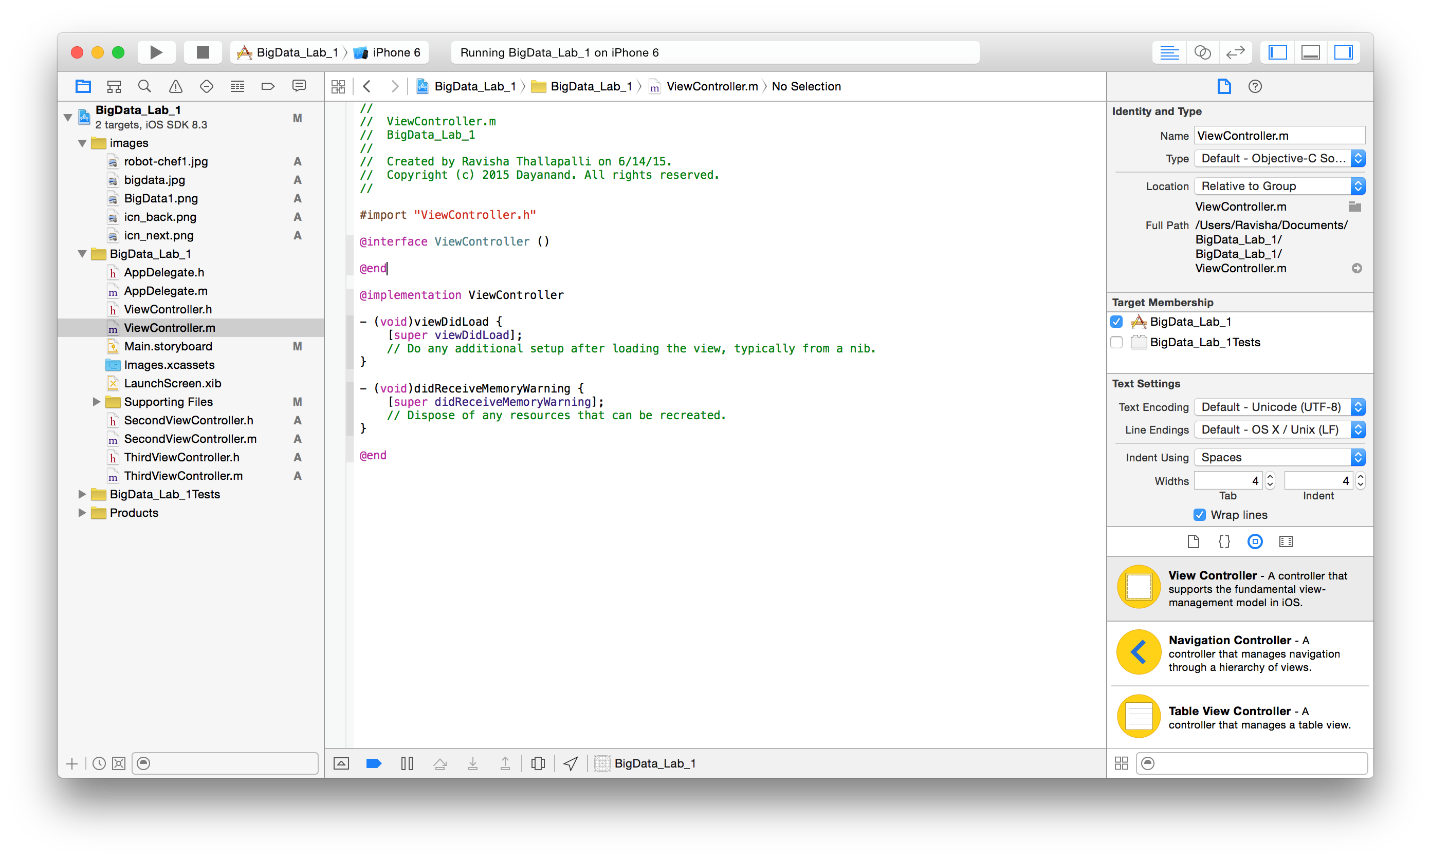 BigData_Lab_1 〉 iPhone 6
Running BigData_Lab_1 on iPhone 6
BigData_Lab_1 〉 BigData_Lab_1 〉 m ViewController.m 〉 No Selection
BigData_Lab_1 M
2 targets, iOS SDK 8.3
images
robot-chef1.jpg A
bigdata.jpg A
BigData1.png A
icn_back.png A
icn_next.png A
BigData_Lab_1
h AppDelegate.h
m AppDelegate.m
h ViewController.h
m ViewController.m
Main.storyboard M
Images.xcassets
LaunchScreen.xib
Supporting Files M
h SecondViewController.h A
m SecondViewController.m A
h ThirdViewController.h A
m ThirdViewController.m A
BigData_Lab_1Tests
Products
//
//  ViewController.m
//  BigData_Lab_1
//
//  Created by Ravisha Thallapalli on 6/14/15.
//  Copyright (c) 2015 Dayanand. All rights reserved.
//
#import "ViewController.h"
@interface ViewController ()
@end
@implementation ViewController
- (void)viewDidLoad {
[super viewDidLoad];
// Do any additional setup after loading the view, typically from a nib.
}
- (void)didReceiveMemoryWarning {
[super didReceiveMemoryWarning];
// Dispose of any resources that can be recreated.
}
@end
BigData_Lab_1
Identity and Type
Name ViewController.m
Type Default - Objective-C So...
Location Relative to Group
ViewController.m
Full Path /Users/Ravisha/Documents/
BigData_Lab_1/
BigData_Lab_1/
ViewController.m
Target Membership
BigData_Lab_1
BigData_Lab_1Tests
Text Settings
Text Encoding Default - Unicode (UTF-8)
Line Endings Default - OS X / Unix (LF)
Indent Using Spaces
Widths 4 4
Tab Indent
Wrap lines
{}
View Controller - A controller that
supports the fundamental view-
management model in iOS.
Navigation Controller - A
controller that manages navigation
through a hierarchy of views.
Table View Controller - A
controller that manages a table view.